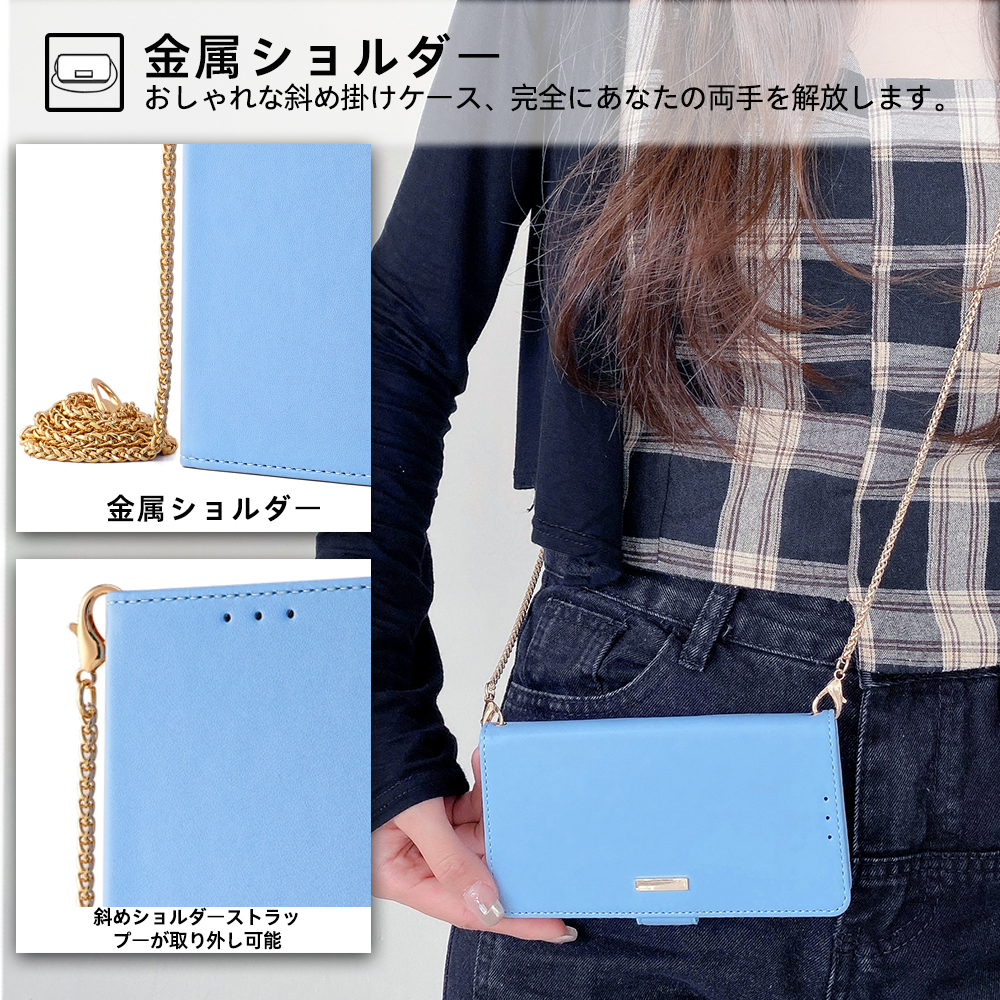 金属ショルダー
おしゃれな斜め掛けケース、完全にあなたの両手を解放します。
金属ショルダー
斜めショルダーストラッ
プーが取り外し可能